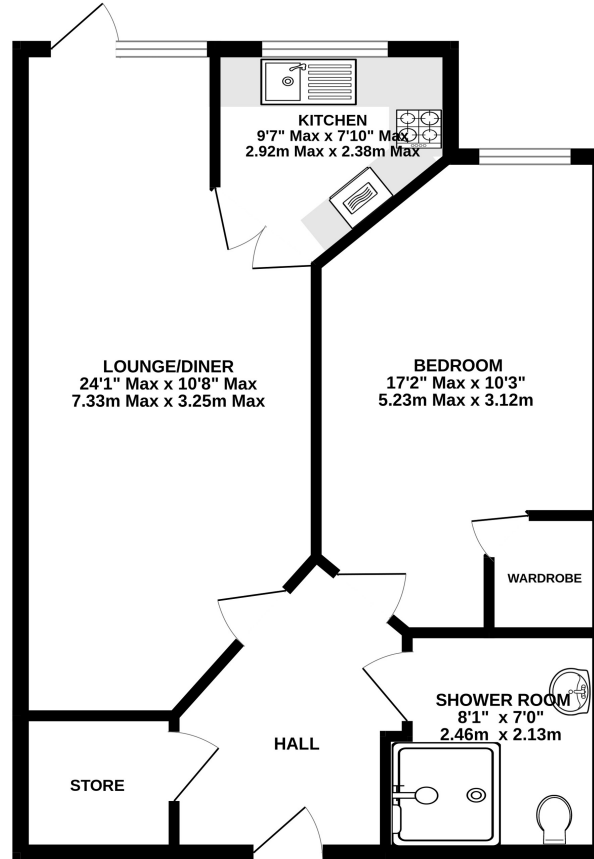 KITCHEN
9'7" Max x 7'10" Max
2.92m Max x 2.38m Max
LOUNGE/DINER
24'1" Max x 10'8" Max
7.33m Max x 3.25m Max
BEDROOM
17'2" Max x 10'3"
5.23m Max x 3.12m
WARDROBE
SHOWER ROOM
8'1" x 7'0"
2.46m x 2.13m
HALL
STORE